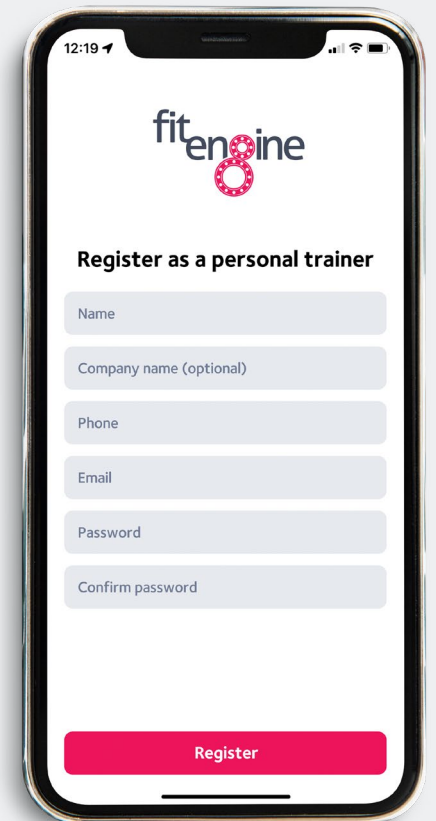 12:19
fitengine
Register as a personal trainer
Name
Company name (optional)
Phone
Email
Password
Confirm password
Register